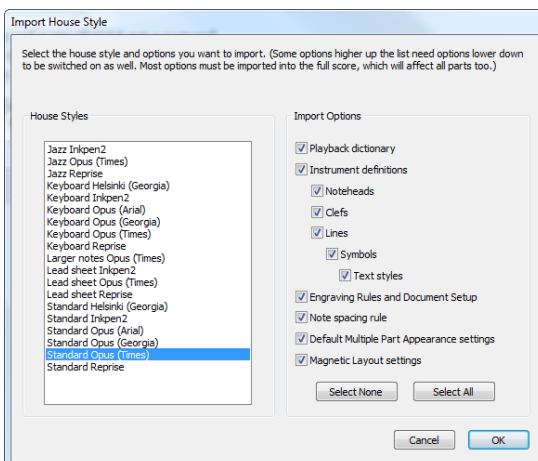 Import House Style
Select the house style and options you want to import. (Some options higher up the list need options lower down
to be switched on as well. Most options must be imported into the full score, which will affect all parts too.)
House Styles
Jazz Inkpen2
Jazz Opus (Times)
Jazz Reprise
Keyboard Helsinki (Georgia)
Keyboard Inkpen2
Keyboard Opus (Arial)
Keyboard Opus (Georgia)
Keyboard Opus (Times)
Keyboard Reprise
Larger notes Opus (Times)
Lead sheet Inkpen2
Lead sheet Opus (Times)
Lead sheet Reprise
Standard Helsinki (Georgia)
Standard Inkpen2
Standard Opus (Arial)
Standard Opus (Georgia)
Standard Opus (Times)
Standard Reprise
Import Options
Playback dictionary
Instrument definitions
Noteheads
Clefs
Lines
Symbols
Text styles
Engraving Rules and Document Setup
Note spacing rule
Default Multiple Part Appearance settings
Magnetic Layout settings
Select None
Select All
Cancel
OK